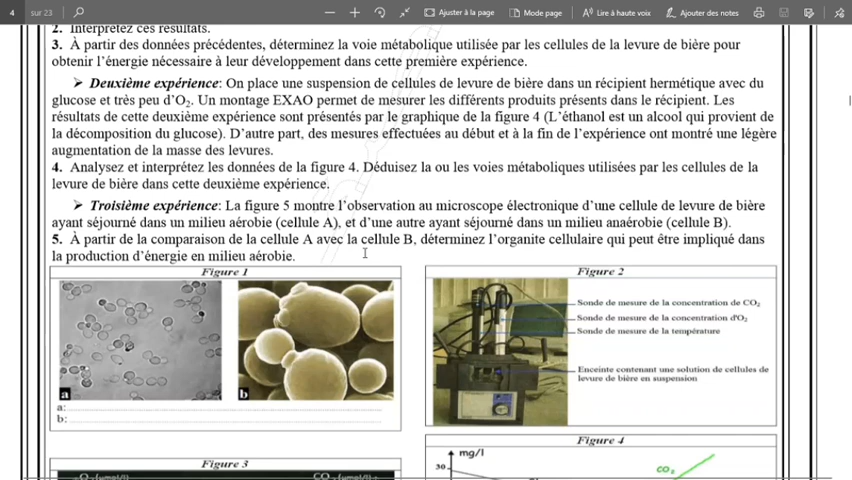 4 sur 23 Ajuster à la page Mode page Lire à haute voix Ajouter des notes
2. Interprétez ces résultats.
3. À partir des données précédentes, déterminez la voie métabolique utilisée par les cellules de la levure de bière pour
obtenir l'énergie nécessaire à leur développement dans cette première expérience.
➤ Deuxième expérience: On place une suspension de cellules de levure de bière dans un récipient hermétique avec du
glucose et très peu d'O₂. Un montage EXAO permet de mesurer les différents produits présents dans le récipient. Les
résultats de cette deuxième expérience sont présentés par le graphique de la figure 4 (L'éthanol est un alcool qui provient de
la décomposition du glucose). D'autre part, des mesures effectuées au début et à la fin de l'expérience ont montré une légère
augmentation de la masse des levures.
4. Analysez et interprétez les données de la figure 4. Déduisez la ou les voies métaboliques utilisées par les cellules de la
levure de bière dans cette deuxième expérience.
➤ Troisième expérience: La figure 5 montre l'observation au microscope électronique d'une cellule de levure de bière
ayant séjourné dans un milieu aérobie (cellule A), et d'une autre ayant séjourné dans un milieu anaérobie (cellule B).
5. À partir de la comparaison de la cellule A avec la cellule B, déterminez l'organite cellulaire qui peut être impliqué dans
la production d'énergie en milieu aérobie.
Figure 1
a
b
a:
b:
Figure 2
Sonde de mesure de la concentration de CO₂
Sonde de mesure de la concentration d'O₂
Sonde de mesure de la température
Enceinte contenant une solution de cellules de
levure de bière en suspension
Figure 3
Figure 4
mg/l
30
CO₂